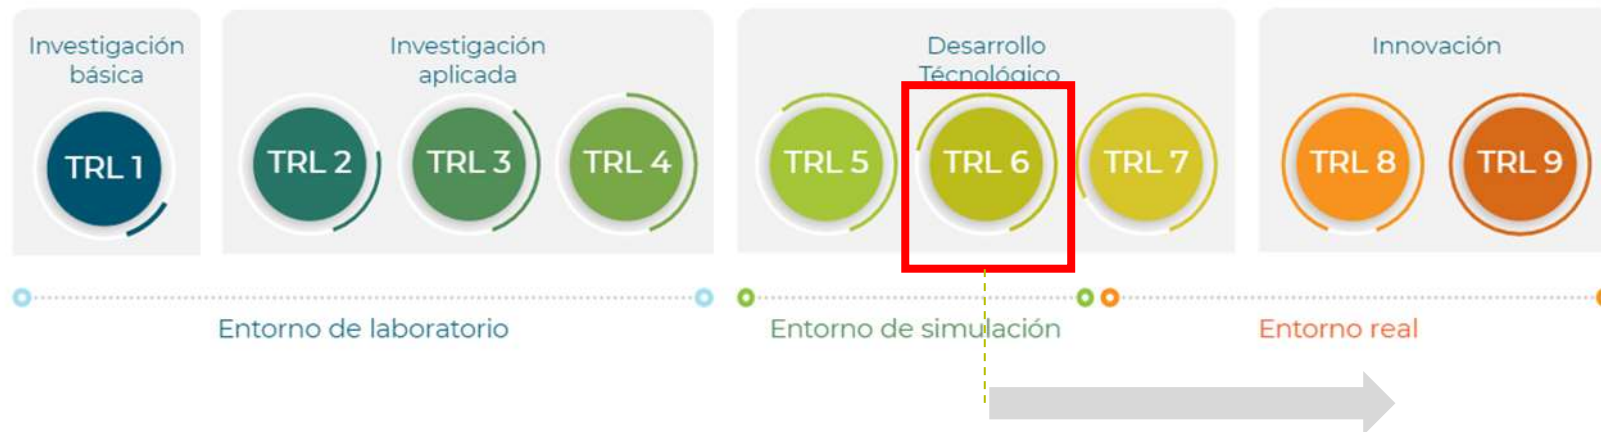 Investigación
básica
Investigación
aplicada
Desarrollo
Técnológico
Innovación
TRL 1
TRL 2
TRL 3
TRL 4
TRL 5
TRL 6
TRL 7
TRL 8
TRL 9
Entorno de laboratorio
Entorno de simulación
Entorno real